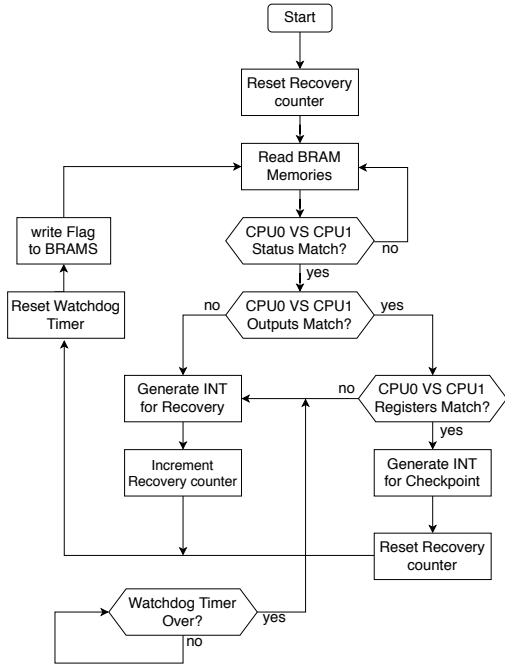 Start
Reset Recovery
counter
Read BRAM
Memories
CPU0 VS CPU1
Status Match?
no
yes
write Flag
to BRAMS
Reset Watchdog
Timer
no
CPU0 VS CPU1
Outputs Match?
yes
Generate INT
for Recovery
no
CPU0 VS CPU1
Registers Match?
yes
Increment
Recovery counter
Generate INT
for Checkpoint
Reset Recovery
counter
Watchdog Timer
Over?
yes
no